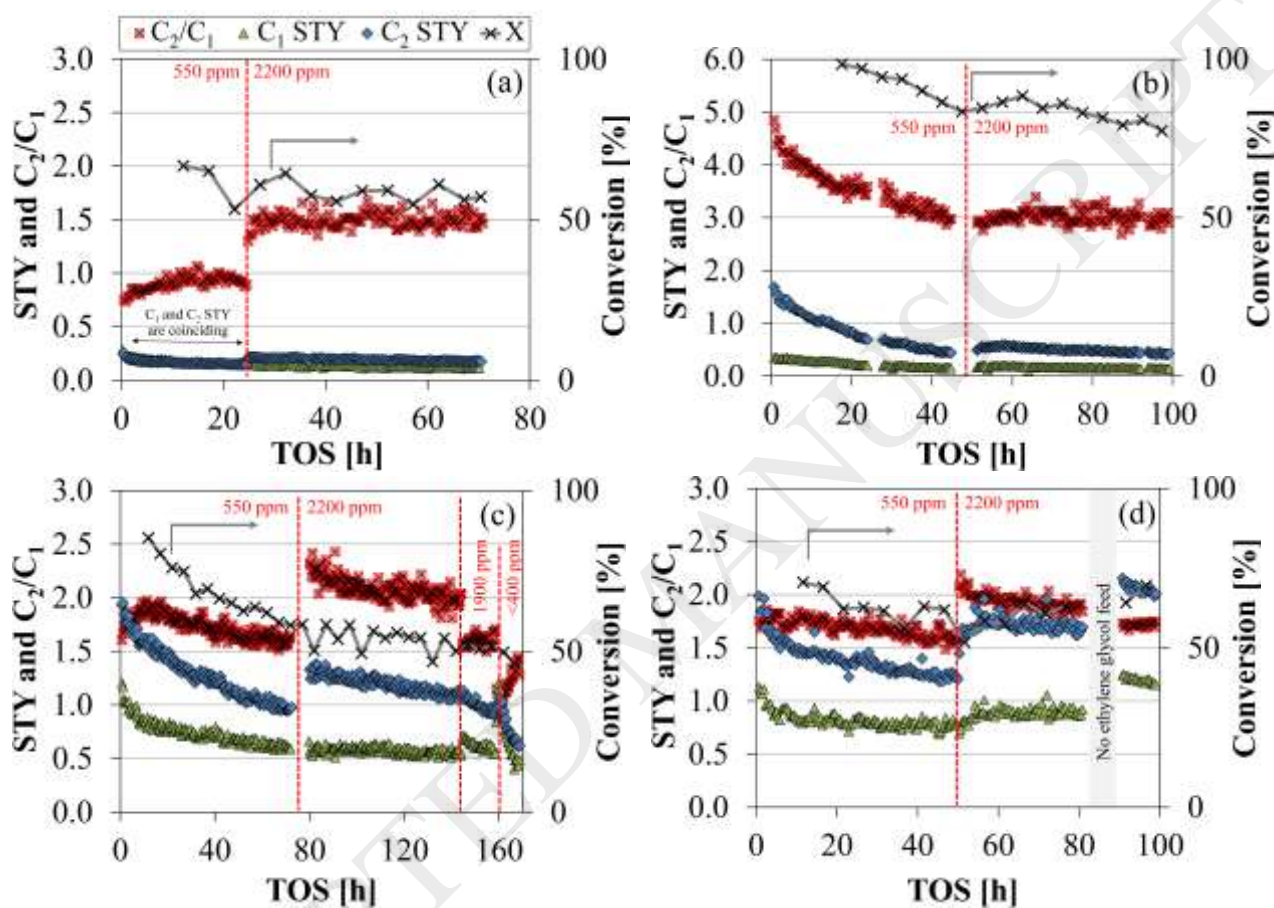 C2/C1 C1 STY C2 STY X
3.0 550 ppm 2200 ppm (a) 100
2.5
2.0
1.5 50
1.0
0.5 C1 and C2 STY
are coinciding
0.0 0
0 20 40 60 80
STY and C2/C1
Conversion [%]
TOS [h]
6.0 (b) 100
5.0
550 ppm 2200 ppm
4.0
3.0 50
2.0
1.0
0.0 0
0 20 40 60 80 100
STY and C2/C1
Conversion [%]
TOS [h]
3.0 550 ppm 2200 ppm (c) 100
2.5
2.0
1.5 50
1.0
0.5
0.0 0
1900 ppm
<400 ppm
0 40 80 120 160
STY and C2/C1
Conversion [%]
TOS [h]
3.0 550 ppm 2200 ppm (d) 100
2.5
2.0
1.5 50
1.0
0.5
0.0 0
No ethylene glycol feed
0 20 40 60 80 100
STY and C2/C1
Conversion [%]
TOS [h]
TED MANUSCRIPT